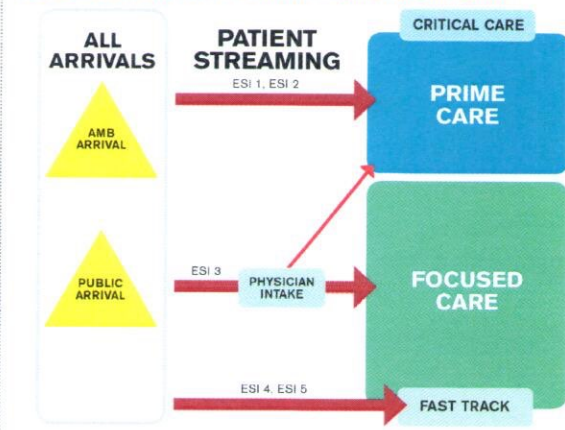 ALL
ARRIVALS
AMB
ARRIVAL
PUBLIC
ARRIVAL
PATIENT
STREAMING
ESI 1, ESI 2
ESI 3
PHYSICIAN
INTAKE
ESI 4, ESI 5
CRITICAL CARE
PRIME
CARE
FOCUSED
CARE
FAST TRACK